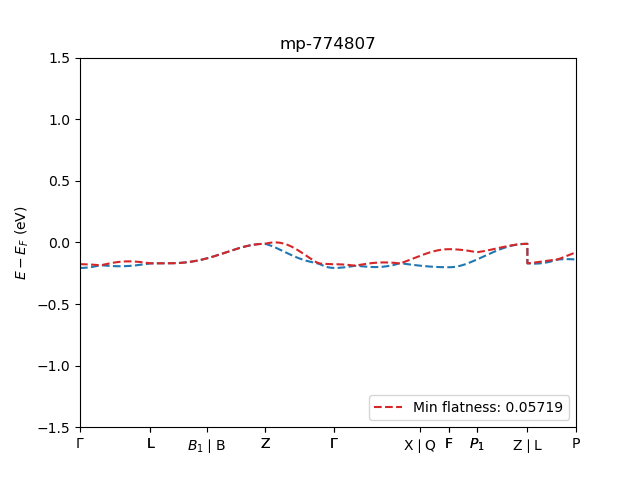 mp-774807
1.5
1.0
0.5
0.0
−0.5
−1.0
−1.5
E − E_F (eV)
Min flatness: 0.05719
Γ L B₁ | B Z Γ X | Q F P₁ Z | L P